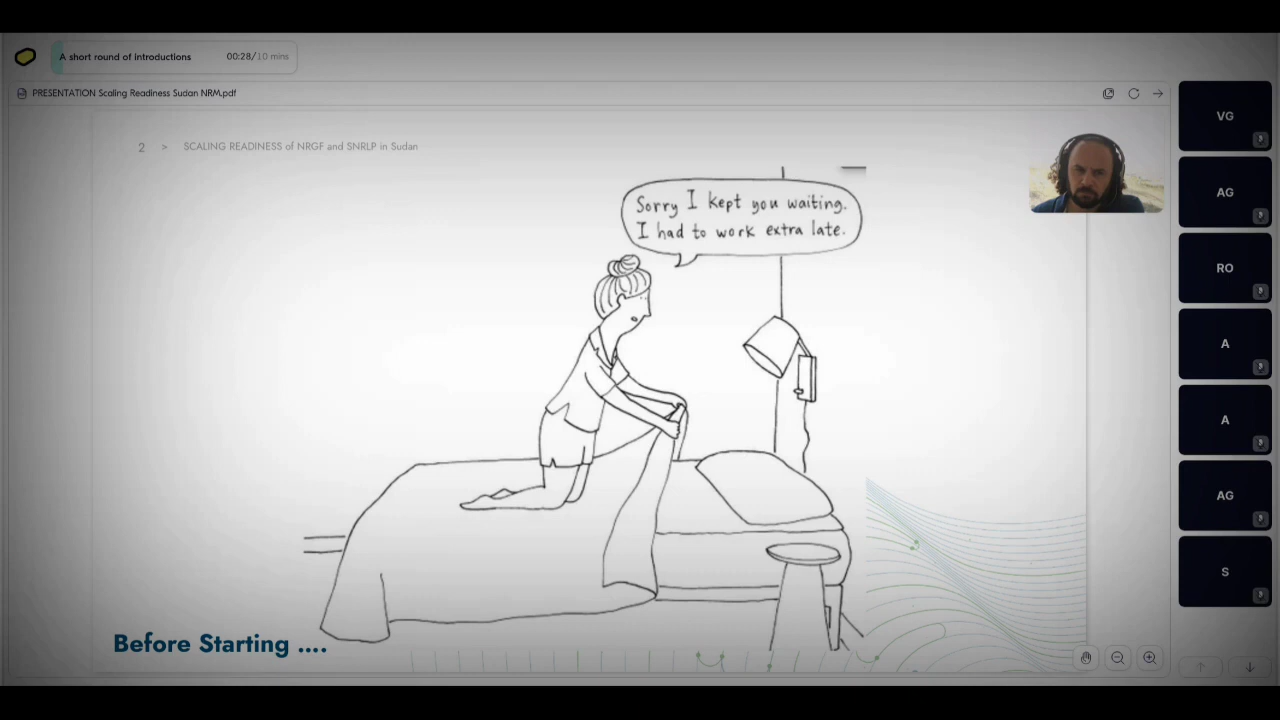 A short round of introductions 00:28/10 mins
PRESENTATION Scaling Readiness Sudan NRM.pdf
2 > SCALING READINESS of NRGF and SNRLP in Sudan
Sorry I kept you waiting.
I had to work extra late.
Before Starting ....
VG
AG
RO
A
A
AG
S